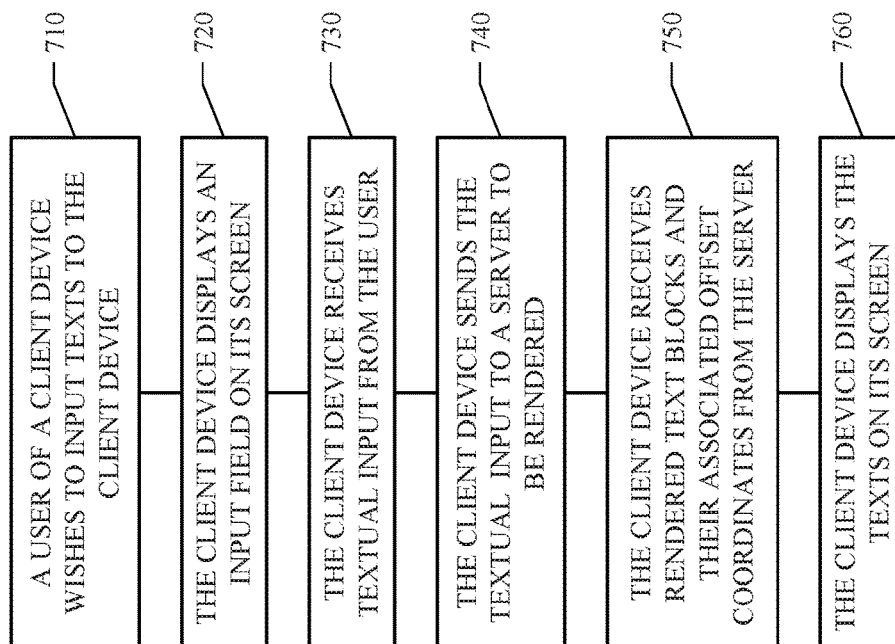 710
A USER OF A CLIENT DEVICE
WISHES TO INPUT TEXTS TO THE
CLIENT DEVICE
720
THE CLIENT DEVICE DISPLAYS AN
INPUT FIELD ON ITS SCREEN
730
THE CLIENT DEVICE RECEIVES
TEXTUAL INPUT FROM THE USER
740
THE CLIENT DEVICE SENDS THE
TEXTUAL INPUT TO A SERVER TO
BE RENDERED
750
THE CLIENT DEVICE RECEIVES
RENDERED TEXT BLOCKS AND
THEIR ASSOCIATED OFFSET
COORDINATES FROM THE SERVER
760
THE CLIENT DEVICE DISPLAYS THE
TEXTS ON ITS SCREEN